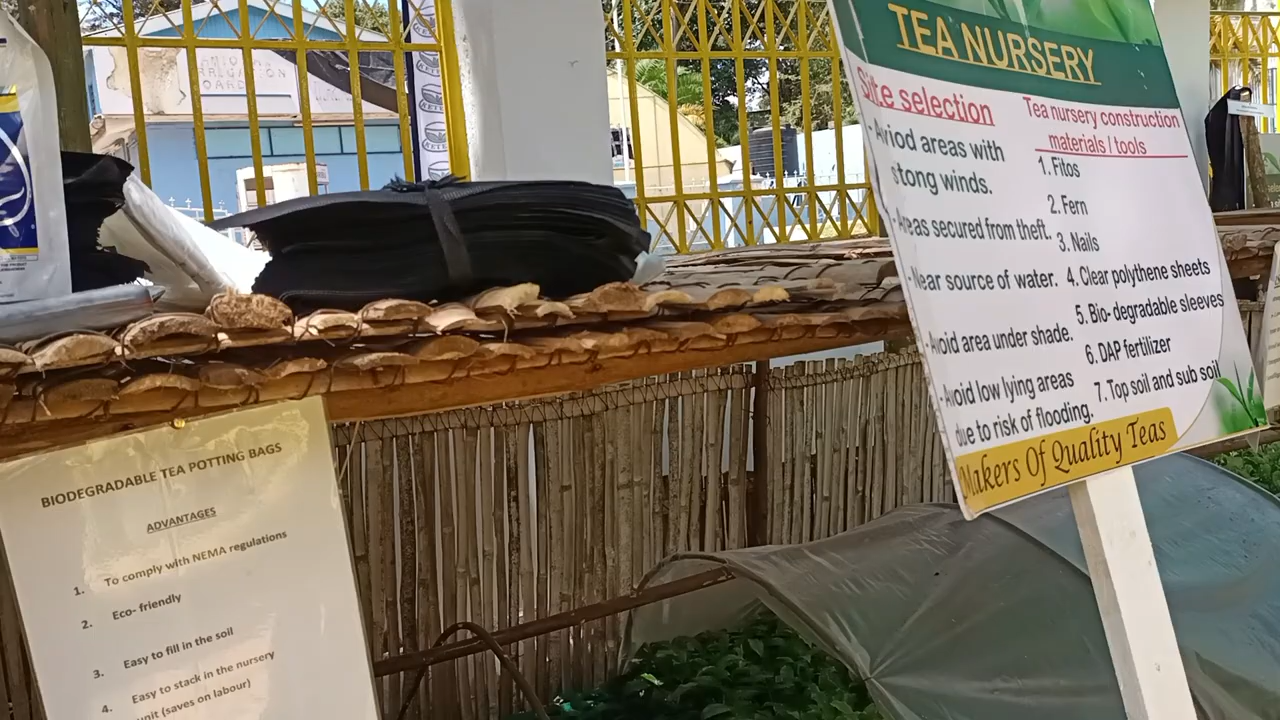 TEA NURSERY
Site selection
- Aviod areas with
stong winds.
- Areas secured from theft.
- Near source of water.
- Avoid area under shade.
- Avoid low lying areas
due to risk of flooding.
Tea nursery construction
materials / tools
1. Fitos
2. Fern
3. Nails
4. Clear polythene sheets
5. Bio-degradable sleeves
6. DAP fertilizer
7. Top soil and sub soil
Makers Of Quality Teas
BIODEGRADABLE TEA POTTING BAGS
ADVANTAGES
1. To comply with NEMA regulations
2. Eco- friendly
3. Easy to fill in the soil
4. Easy to stack in the nursery
unit (saves on labour)